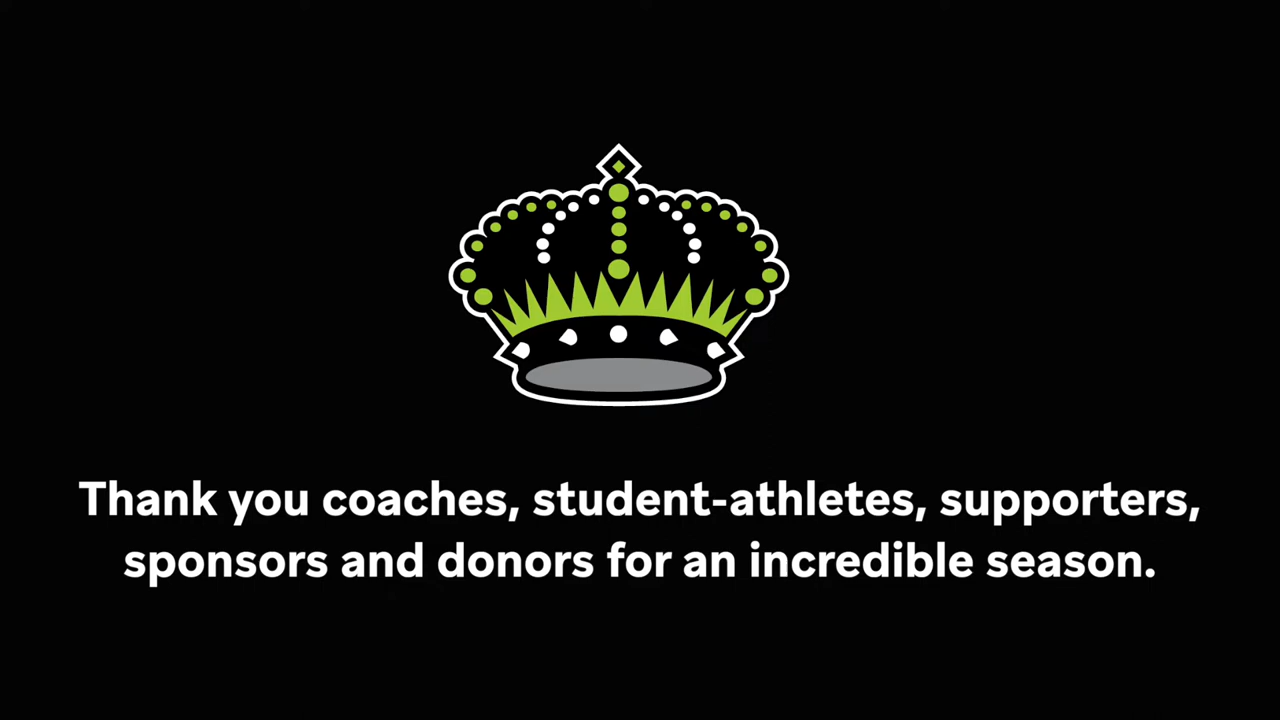 Thank you coaches, student-athletes, supporters,
sponsors and donors for an incredible season.